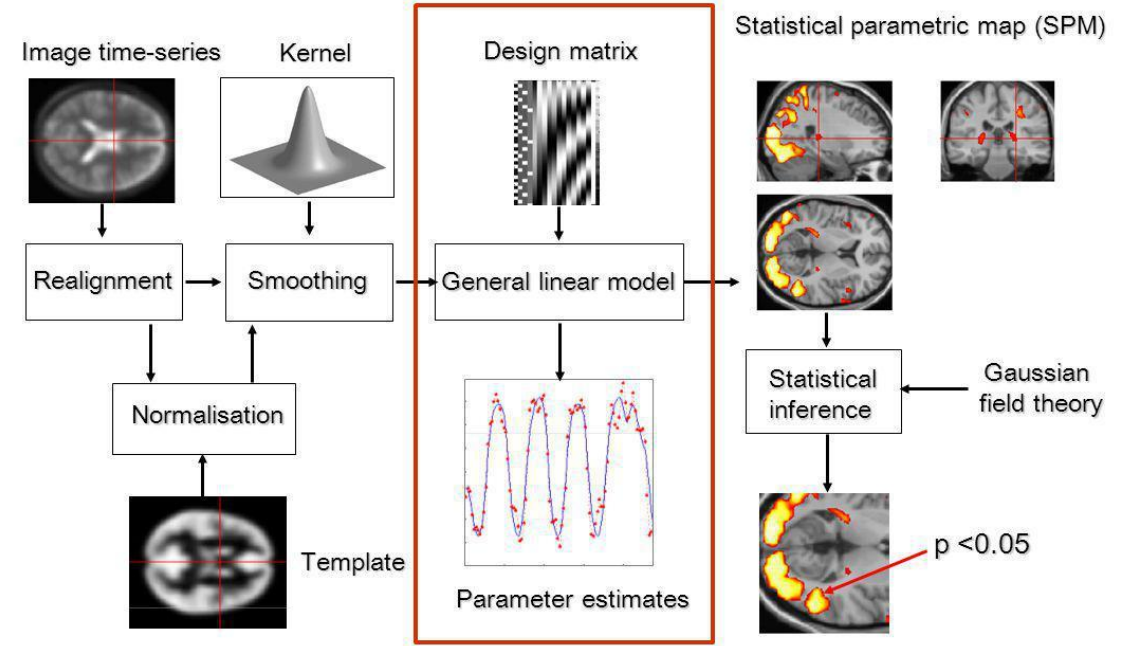 Image time-series
Kernel
Design matrix
Statistical parametric map (SPM)
Realignment
Smoothing
General linear model
Normalisation
Statistical
inference
Gaussian
field theory
Template
Parameter estimates
p <0.05